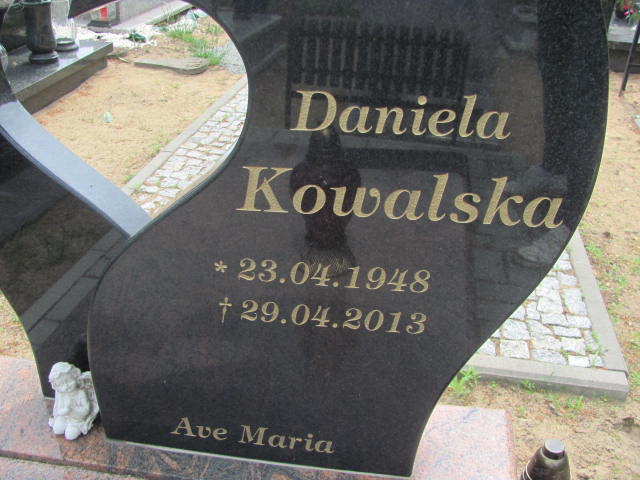 Daniela
Kowalska
* 23.04.1948
† 29.04.2013
Ave Maria